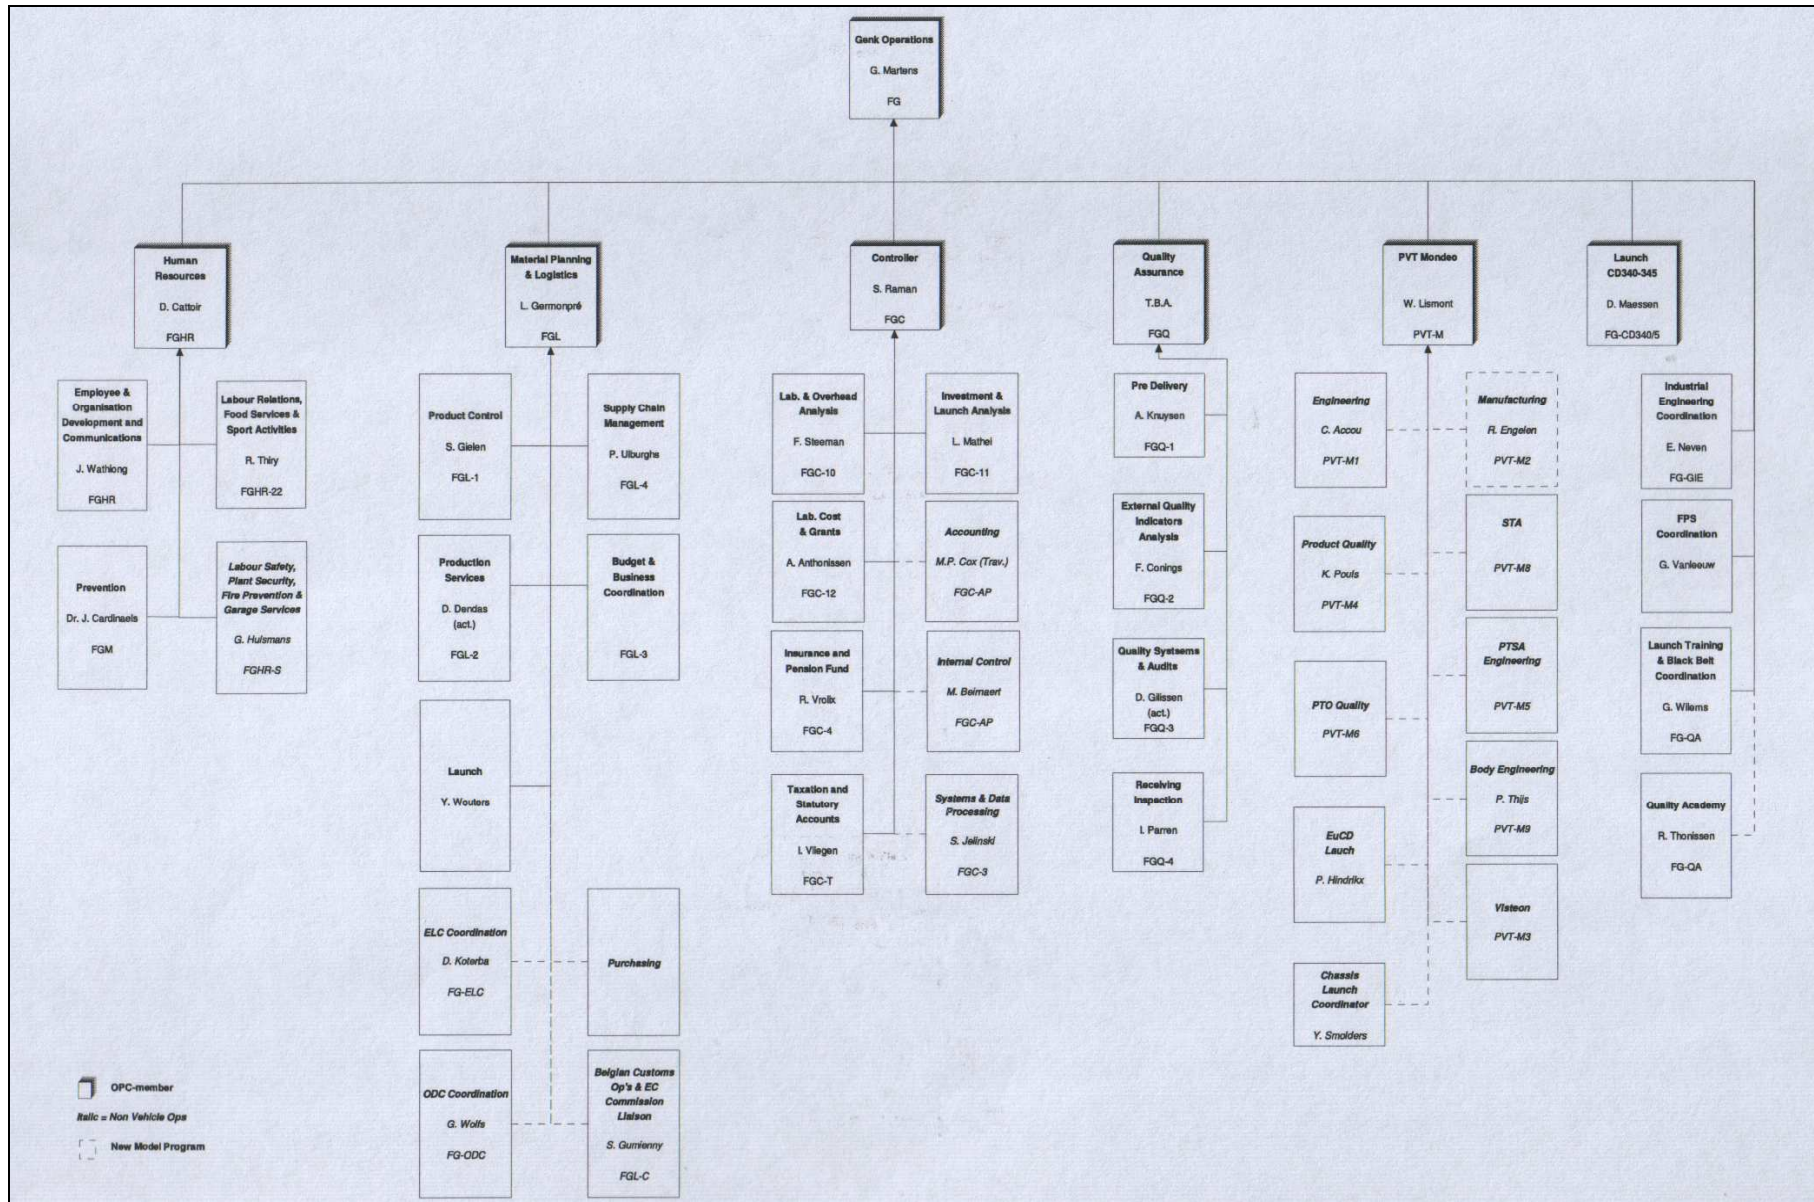 Genk Operations
G. Martens
FG
Human
Resources
D. Cattoir
FGHR
Material Planning
& Logistics
L. Germonpré
FGL
Controller
S. Raman
FGC
Quality
Assurance
T.B.A.
FGQ
PVT Mondeo
W. Lismont
PVT-M
Launch
CD340-345
D. Maessen
FG-CD340/5
Employee &
Organisation
Development and
Communications
J. Wathiong
FGHR
Labour Relations,
Food Services &
Sport Activities
R. Thiry
FGHR-22
Prevention
Dr. J. Cardinaels
FGM
Labour Safety,
Plant Security,
Fire Prevention &
Garage Services
G. Hulsmans
FGHR-S
Product Control
S. Gielen
FGL-1
Supply Chain
Management
P. Ulburghs
FGL-4
Production
Services
D. Dendas
(act.)
FGL-2
Budget &
Business
Coordination
FGL-3
Launch
Y. Wouters
ELC Coordination
D. Koterba
FG-ELC
Purchasing
ODC Coordination
G. Wolfs
FG-ODC
Belgian Customs
Op's & EC
Commission
Liaison
S. Gumienny
FGL-C
Lab. & Overhead
Analysis
F. Steeman
FGC-10
Investment &
Launch Analysis
L. Mathei
FGC-11
Lab. Cost
& Grants
A. Anthonissen
FGC-12
Accounting
M.P. Cox (Trav.)
FGC-AP
Insurance and
Pension Fund
R. Vrolix
FGC-4
Internal Control
M. Beirnaert
FGC-AP
Taxation and
Statutory
Accounts
I. Vliegen
FGC-T
Systems & Data
Processing
S. Jelinski
FGC-3
Pre Delivery
A. Knuysen
FGQ-1
External Quality
Indicators
Analysis
F. Conings
FGQ-2
Quality Systsems
& Audits
D. Gilissen
(act.)
FGQ-3
Receiving
Inspection
I. Parren
FGQ-4
Engineering
C. Accou
PVT-M1
Manufacturing
R. Engelen
PVT-M2
Product Quality
K. Pouls
PVT-M4
STA
PVT-M8
PTO Quality
PVT-M6
PTSA
Engineering
PVT-M5
EuCD
Lauch
P. Hindrikx
Body Engineering
P. Thijs
PVT-M9
Visteon
PVT-M3
Chassis
Launch
Coordinator
Y. Smolders
Industrial
Engineering
Coordination
E. Neven
FG-GIE
FPS
Coordination
G. Vanleeuw
Launch Training
& Black Belt
Coordination
G. Wilems
FG-QA
Quality Academy
R. Thonissen
FG-QA
OPC-member
Italic = Non Vehicle Ops
New Model Program